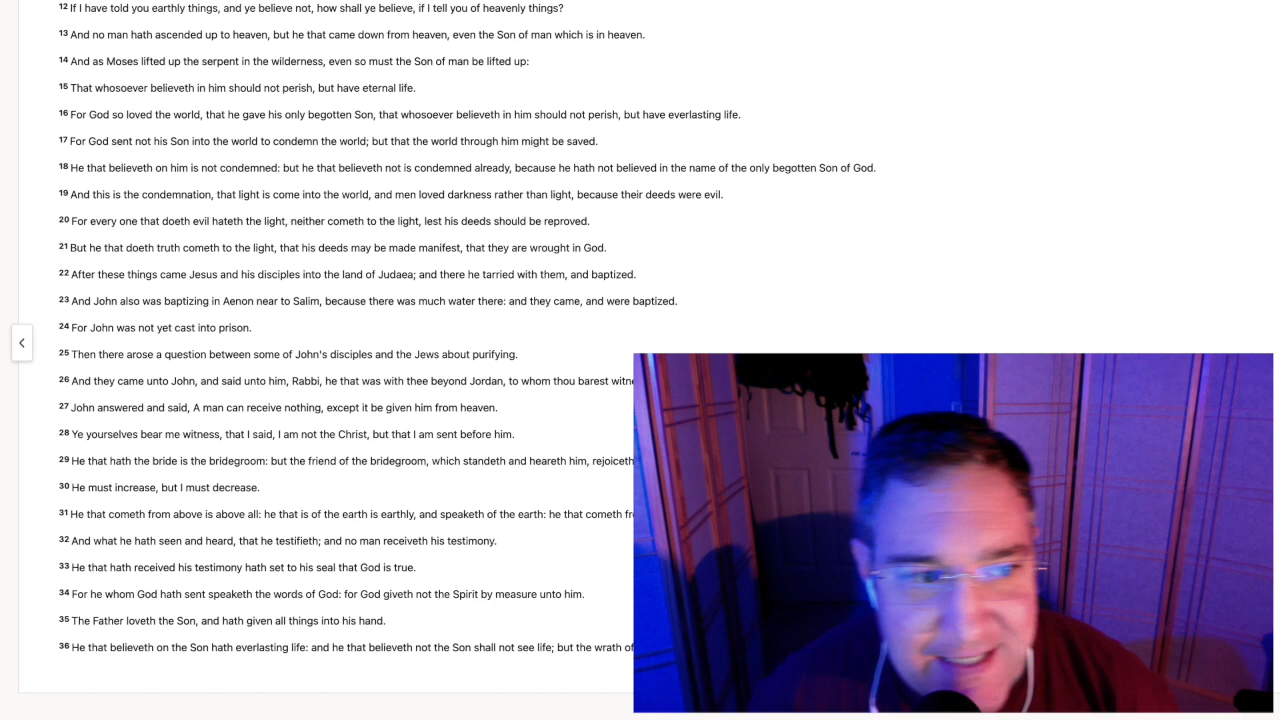 12 If I have told you earthly things, and ye believe not, how shall ye believe, if I tell you of heavenly things?
13 And no man hath ascended up to heaven, but he that came down from heaven, even the Son of man which is in heaven.
14 And as Moses lifted up the serpent in the wilderness, even so must the Son of man be lifted up:
15 That whosoever believeth in him should not perish, but have eternal life.
16 For God so loved the world, that he gave his only begotten Son, that whosoever believeth in him should not perish, but have everlasting life.
17 For God sent not his Son into the world to condemn the world; but that the world through him might be saved.
18 He that believeth on him is not condemned: but he that believeth not is condemned already, because he hath not believed in the name of the only begotten Son of God.
19 And this is the condemnation, that light is come into the world, and men loved darkness rather than light, because their deeds were evil.
20 For every one that doeth evil hateth the light, neither cometh to the light, lest his deeds should be reproved.
21 But he that doeth truth cometh to the light, that his deeds may be made manifest, that they are wrought in God.
22 After these things came Jesus and his disciples into the land of Judaea; and there he tarried with them, and baptized.
23 And John also was baptizing in Aenon near to Salim, because there was much water there: and they came, and were baptized.
24 For John was not yet cast into prison.
25 Then there arose a question between some of John's disciples and the Jews about purifying.
26 And they came unto John, and said unto him, Rabbi, he that was with thee beyond Jordan, to whom thou barest
27 John answered and said, A man can receive nothing, except it be given him from heaven.
28 Ye yourselves bear me witness, that I said, I am not the Christ, but that I am sent before him.
29 He that hath the bride is the bridegroom: but the friend of the bridegroom, which standeth and heareth him, rejoiceth
30 He must increase, but I must decrease.
31 He that cometh from above is above all: he that is of the earth is earthly, and speaketh of the earth: he that cometh
32 And what he hath seen and heard, that he testifieth; and no man receiveth his testimony.
33 He that hath received his testimony hath set to his seal that God is true.
34 For he whom God hath sent speaketh the words of God: for God giveth not the Spirit by measure unto him.
35 The Father loveth the Son, and hath given all things into his hand.
36 He that believeth on the Son hath everlasting life: and he that believeth not the Son shall not see life; but the wrath of